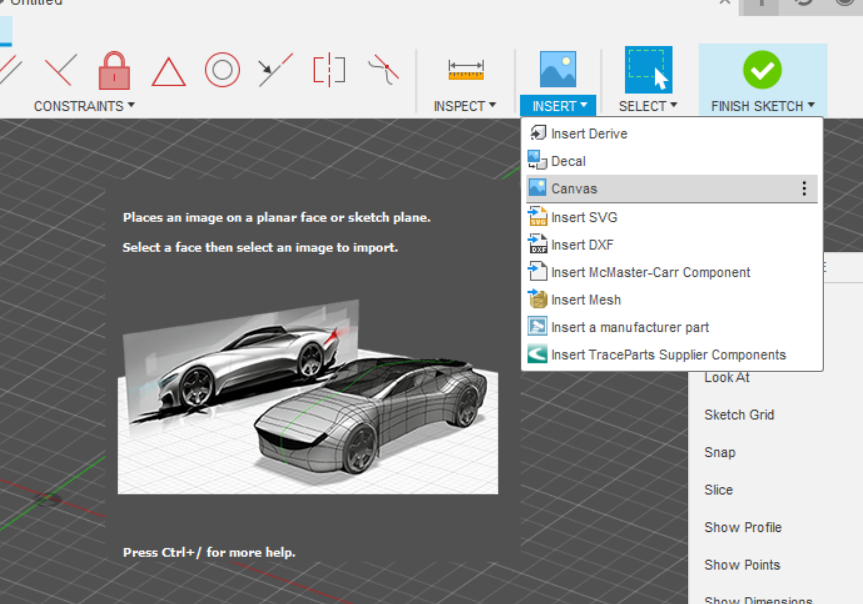 Untitled
CONSTRAINTS
INSPECT
INSERT
SELECT
FINISH SKETCH
Insert Derive
Decal
Canvas
Insert SVG
Insert DXF
Insert McMaster-Carr Component
Insert Mesh
Insert a manufacturer part
Insert TraceParts Supplier Components
Places an image on a planar face or sketch plane.
Select a face then select an image to import.
Press Ctrl+/ for more help.
E
Look At
Sketch Grid
Snap
Slice
Show Profile
Show Points
Show Dimensions